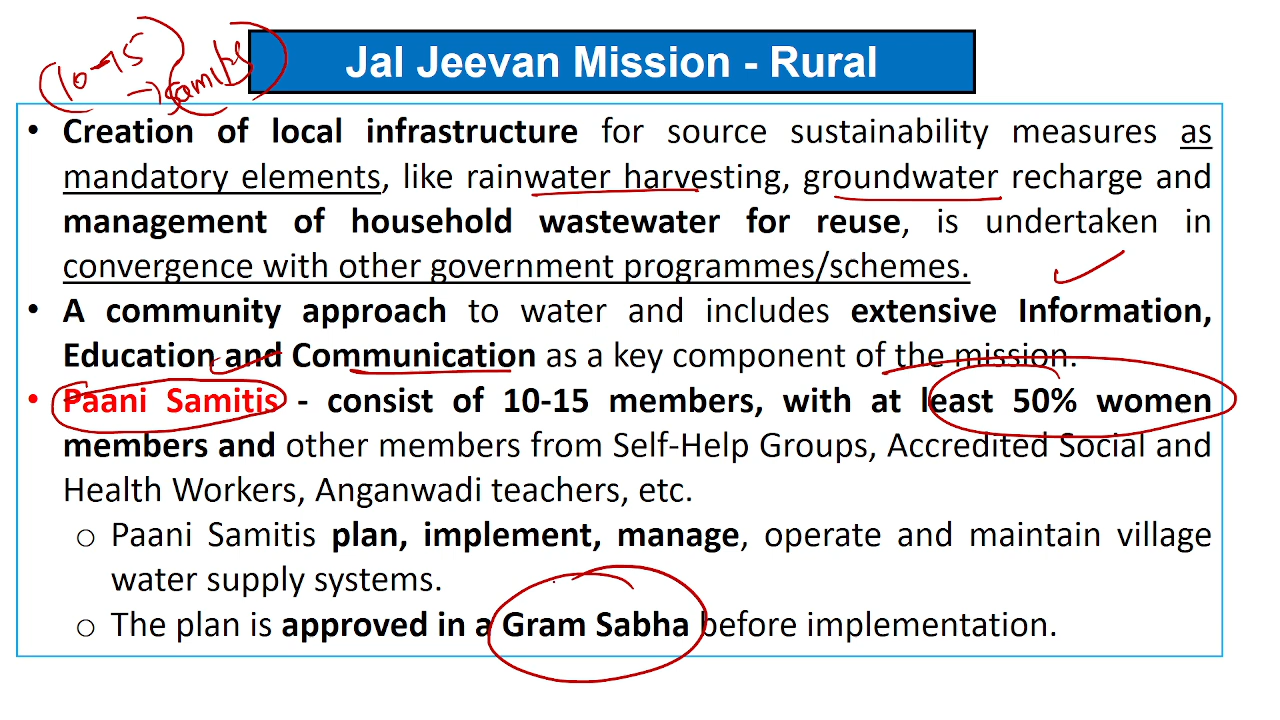 10-15
Jal Jeevan Mission - Rural
• Creation of local infrastructure for source sustainability measures as
mandatory elements, like rainwater harvesting, groundwater recharge and
management of household wastewater for reuse, is undertaken in
convergence with other government programmes/schemes.
• A community approach to water and includes extensive Information,
Education and Communication as a key component of the mission.
• Paani Samitis - consist of 10-15 members, with at least 50% women
members and other members from Self-Help Groups, Accredited Social and
Health Workers, Anganwadi teachers, etc.
o Paani Samitis plan, implement, manage, operate and maintain village
water supply systems.
o The plan is approved in a Gram Sabha before implementation.